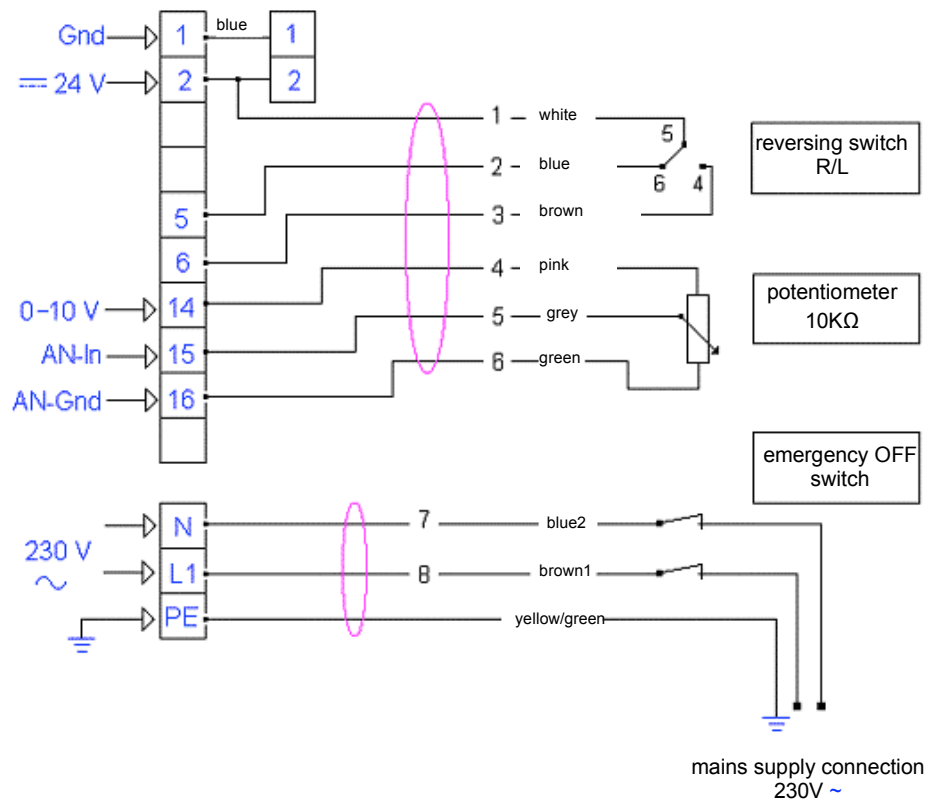 blue
Gnd 1 1
24 V 2 2
1 white
5
reversing switch
R/L
2 blue
6 4
5
3 brown
6
4 pink
potentiometer
10KΩ
0-10 V 14
5 grey
AN-In 15
6 green
AN-Gnd 16
emergency OFF
switch
N 7 blue2
230 V
~
L1 8 brown1
PE yellow/green
mains supply connection
230V ~